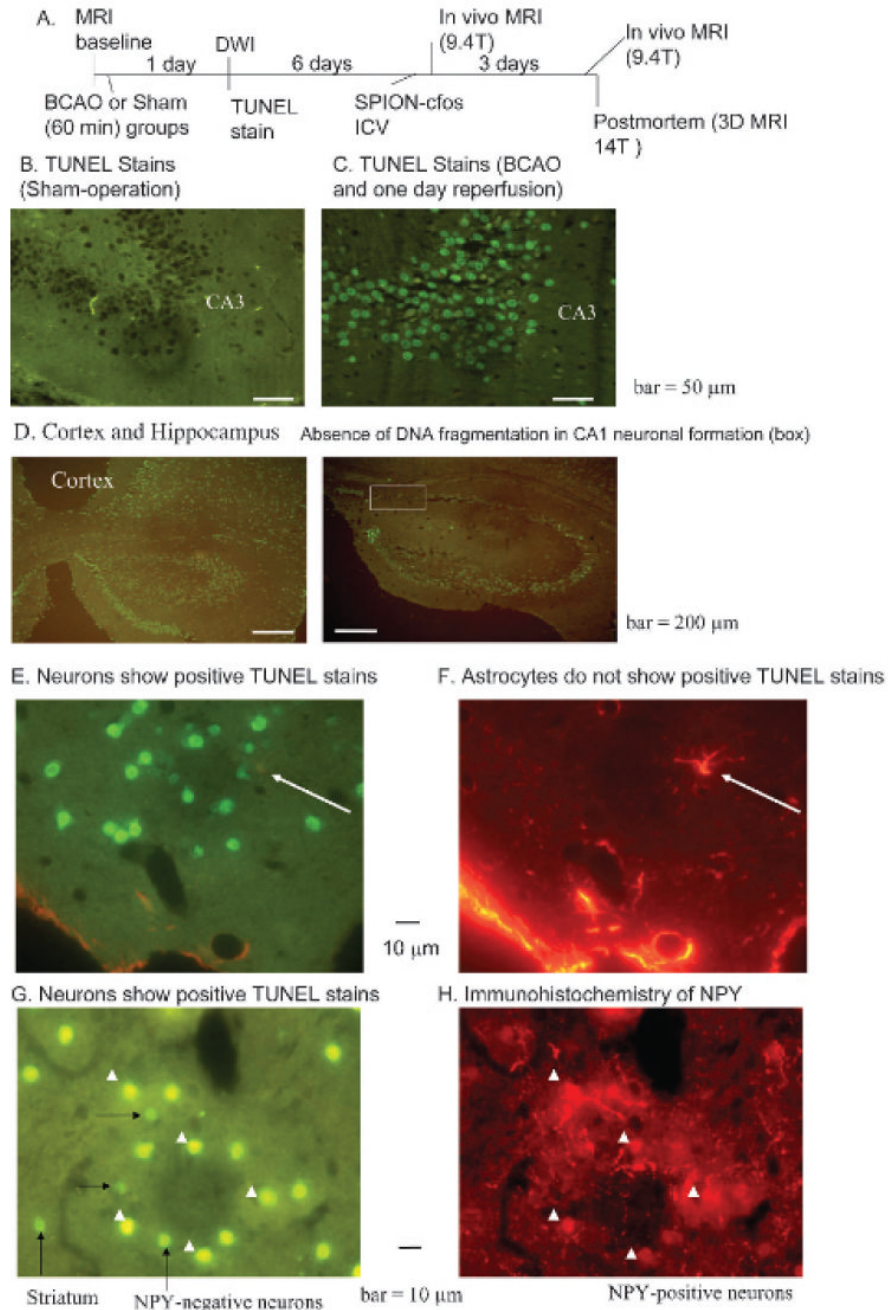 A.
MRI
baseline
1 day
DWI
6 days
In vivo MRI
(9.4T)
3 days
In vivo MRI
(9.4T)
BCAO or Sham
(60 min) groups
TUNEL
stain
SPION-cfos
ICV
Postmortem (3D MRI
14T )
B. TUNEL Stains
(Sham-operation)
C. TUNEL Stains (BCAO
and one day reperfusion)
CA3
CA3
bar = 50 μm
D. Cortex and Hippocampus
Absence of DNA fragmentation in CA1 neuronal formation (box)
Cortex
bar = 200 μm
E. Neurons show positive TUNEL stains
F. Astrocytes do not show positive TUNEL stains
10 μm
G. Neurons show positive TUNEL stains
H. Immunohistochemistry of NPY
Striatum
NPY-negative neurons
bar = 10 μm
NPY-positive neurons